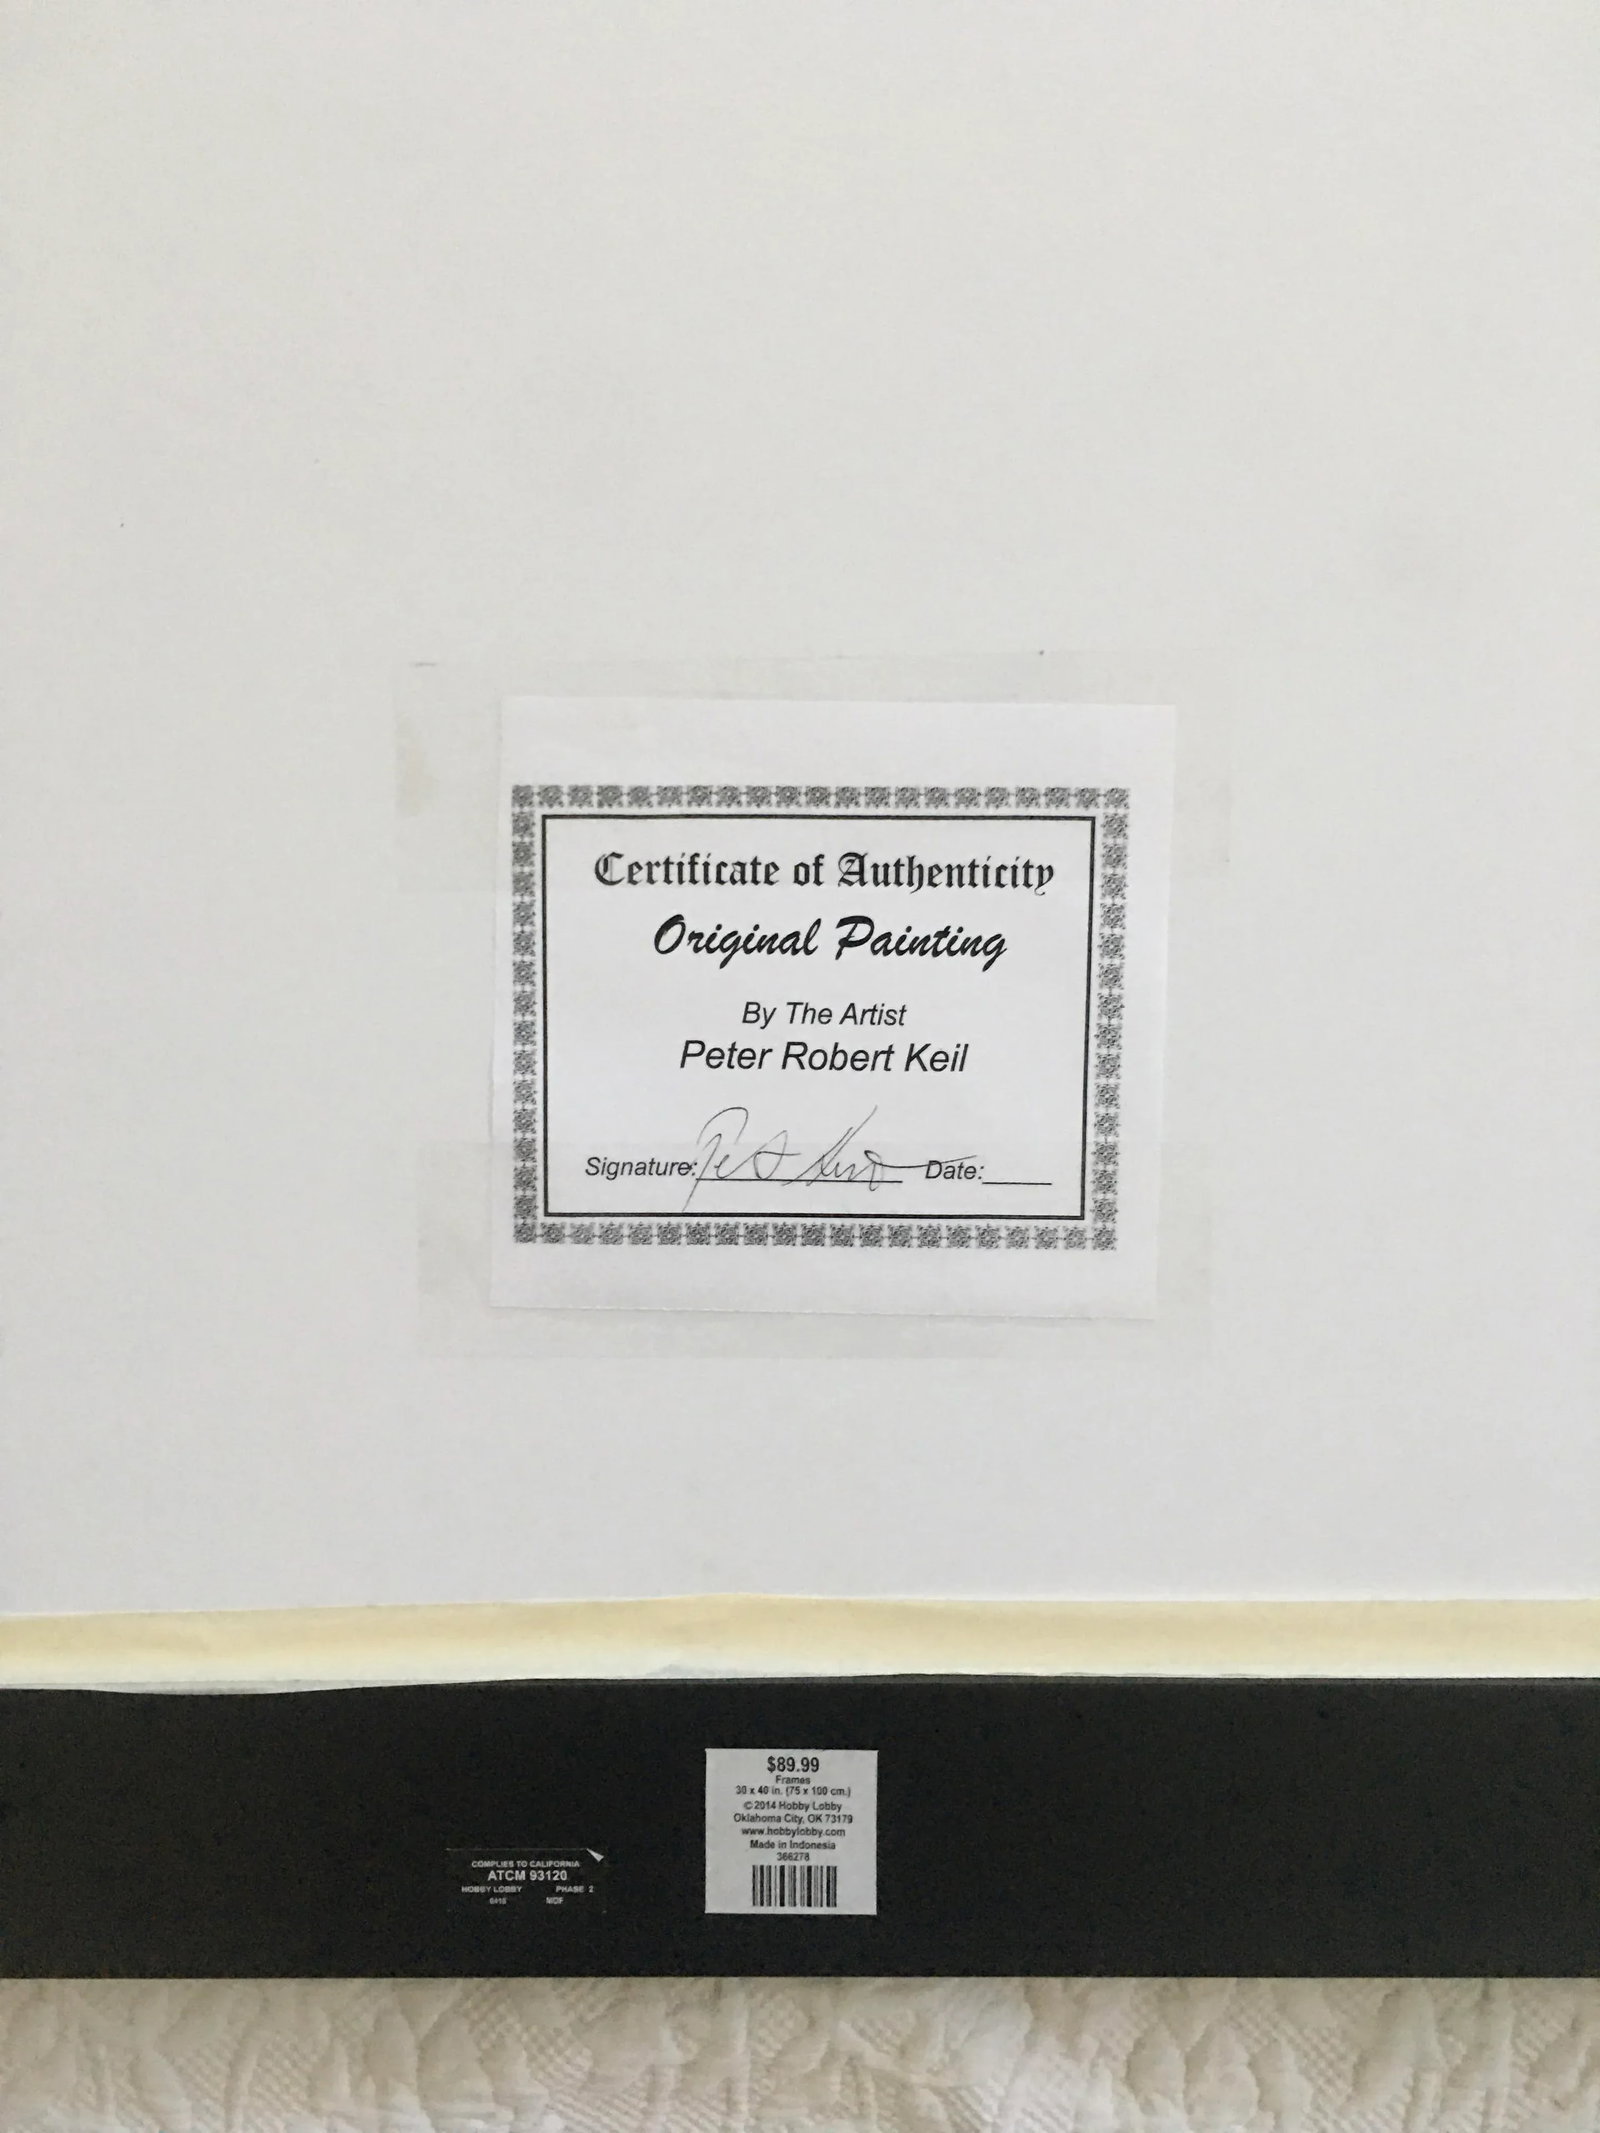 Certificate of Authenticity
Original Painting
By The Artist
Peter Robert Keil
Signature: Date:
$89.99
Frames
30 x 40 in. (75 x 100 cm.)
© 2014 Hobby Lobby
Oklahoma City, OK 73179
www.hobbylobby.com
Made in Indonesia
366278
COMPLIES TO CALIFORNIA
ATCM 93120
HOBBY LOBBY PHASE 2
MDF